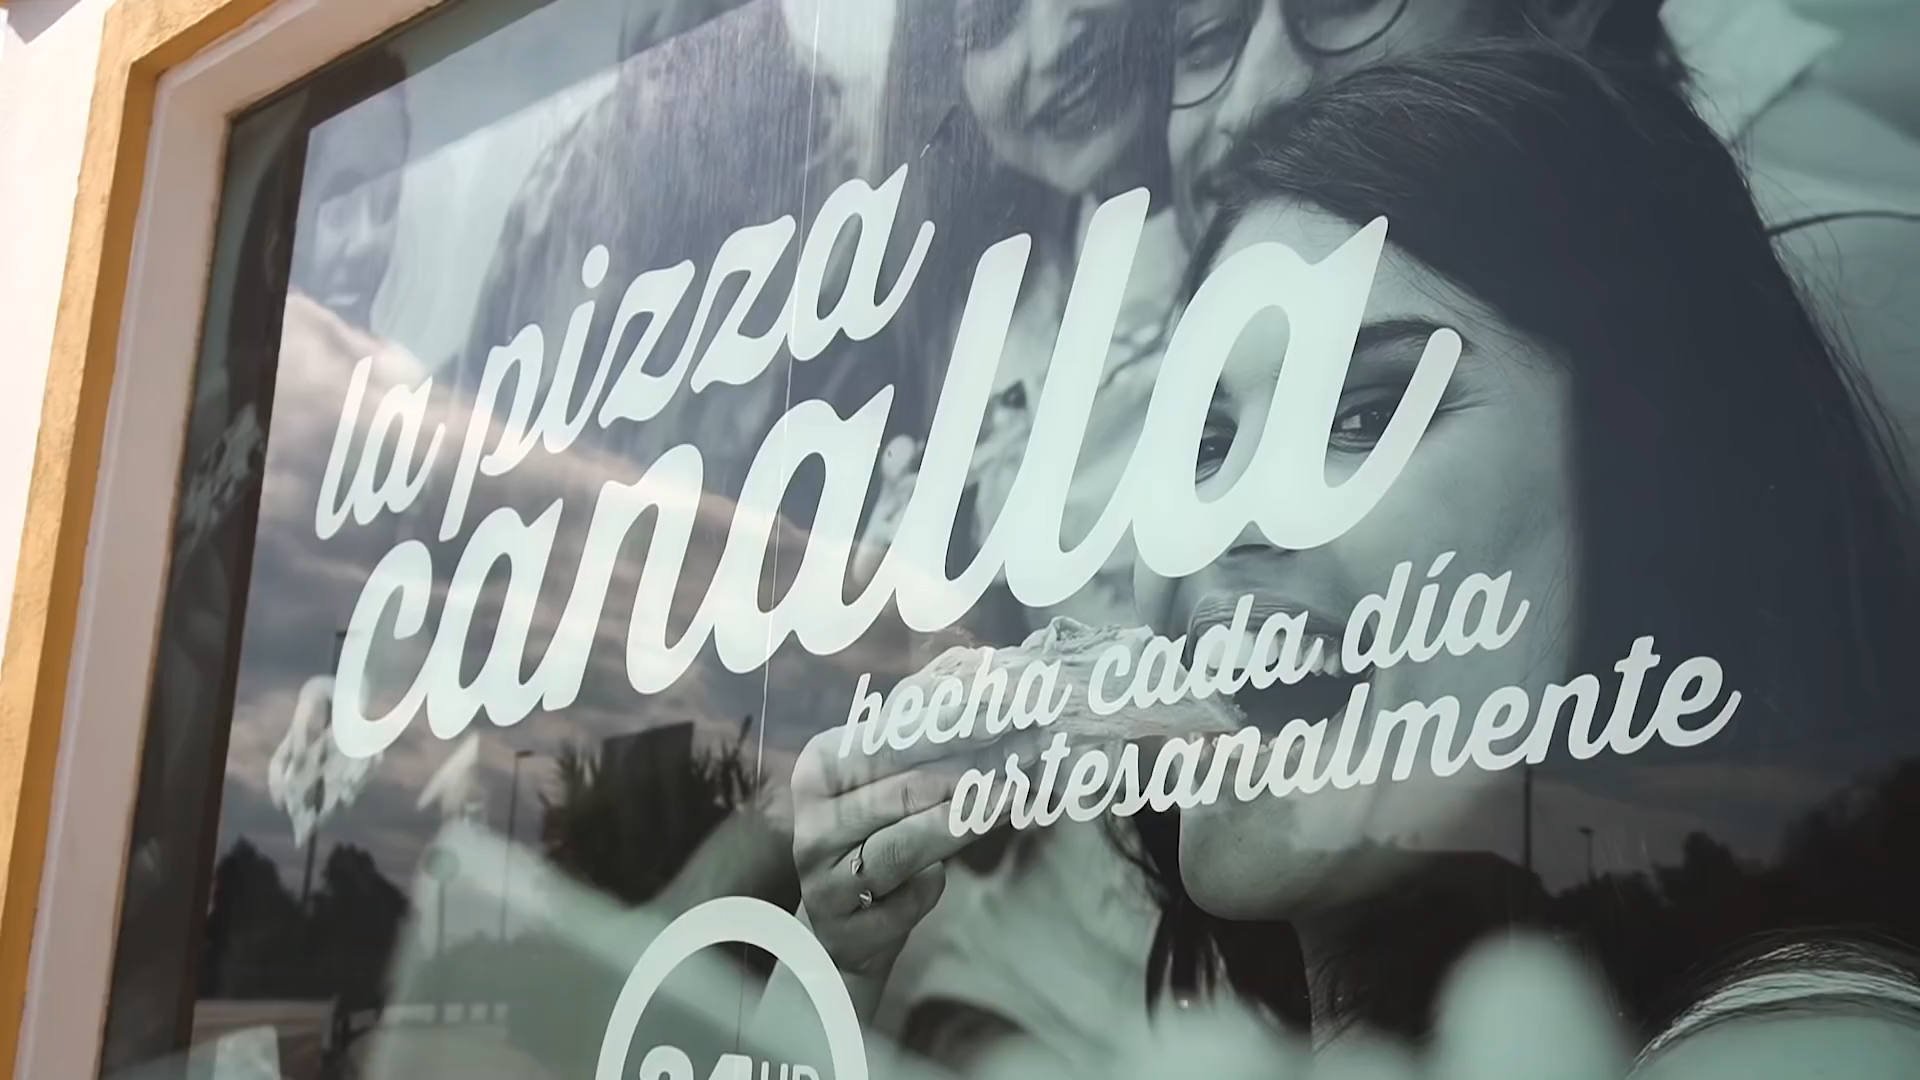 la pizza
canalla
hecha cada día
artesanalmente